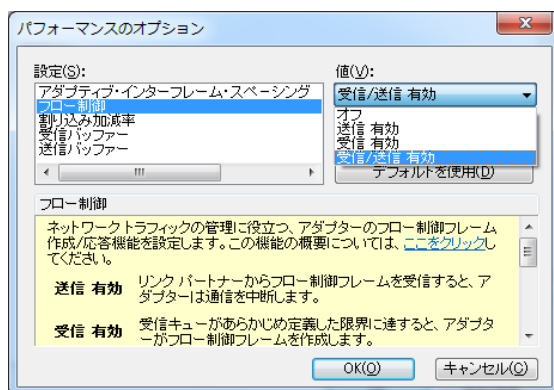 パフォーマンスのオプション
設定(S):
アダプティブ・インターフレーム・スペーシング
フロー制御
割り込み加減率
受信バッファー
送信バッファー
値(V):
受信/送信 有効
オフ
送信 有効
受信 有効
受信/送信 有効
デフォルトを使用(D)
フロー制御
ネットワークトラフィックの管理に役立つ、アダプターのフロー制御フレーム
作成/応答機能を設定します。この機能の概要については、ここをクリックし
てください。
送信 有効 リンク パートナーからフロー制御フレームを受信すると、ア
ダプターは通信を中断します。
受信 有効 受信キューがあらかじめ定義した限界に達すると、アダプタ
ーがフロー制御フレームを作成します。
OK(O) キャンセル(C)